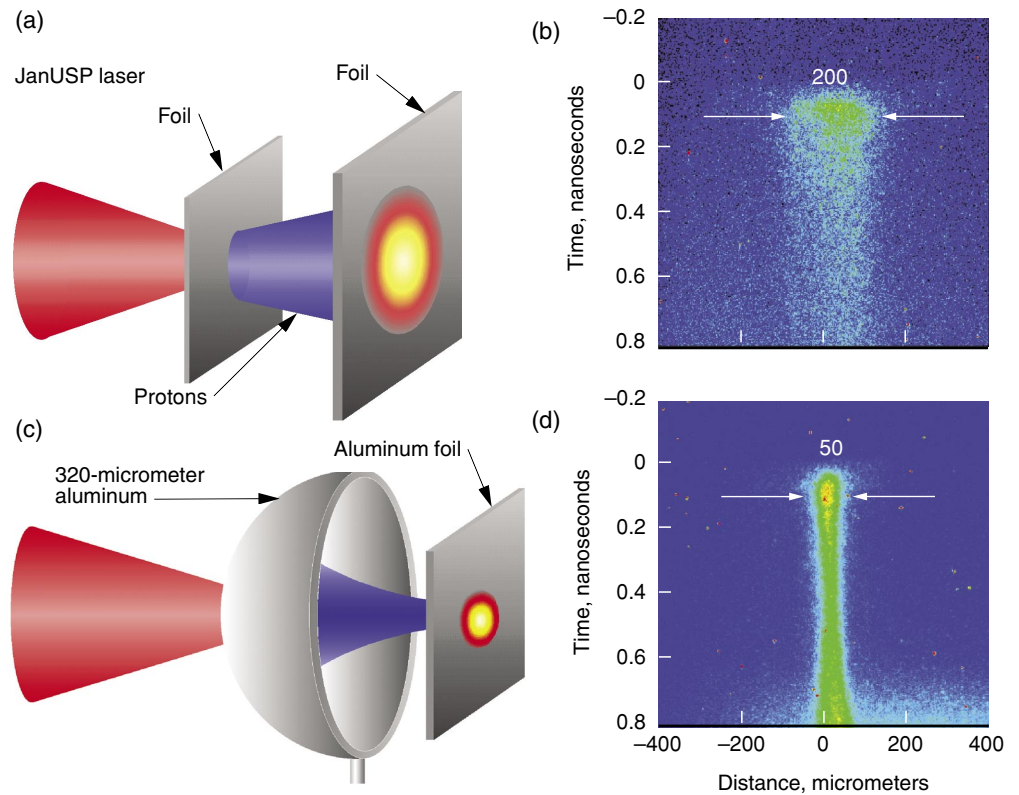 (a)
JanUSP laser
Foil
Foil
Protons
(b)
–0.2
0
0.2
0.4
0.6
0.8
Time, nanoseconds
200
(c)
320-micrometer
aluminum
Aluminum foil
(d)
–0.2
0
0.2
0.4
0.6
0.8
Time, nanoseconds
50
–400
–200
0
200
400
Distance, micrometers